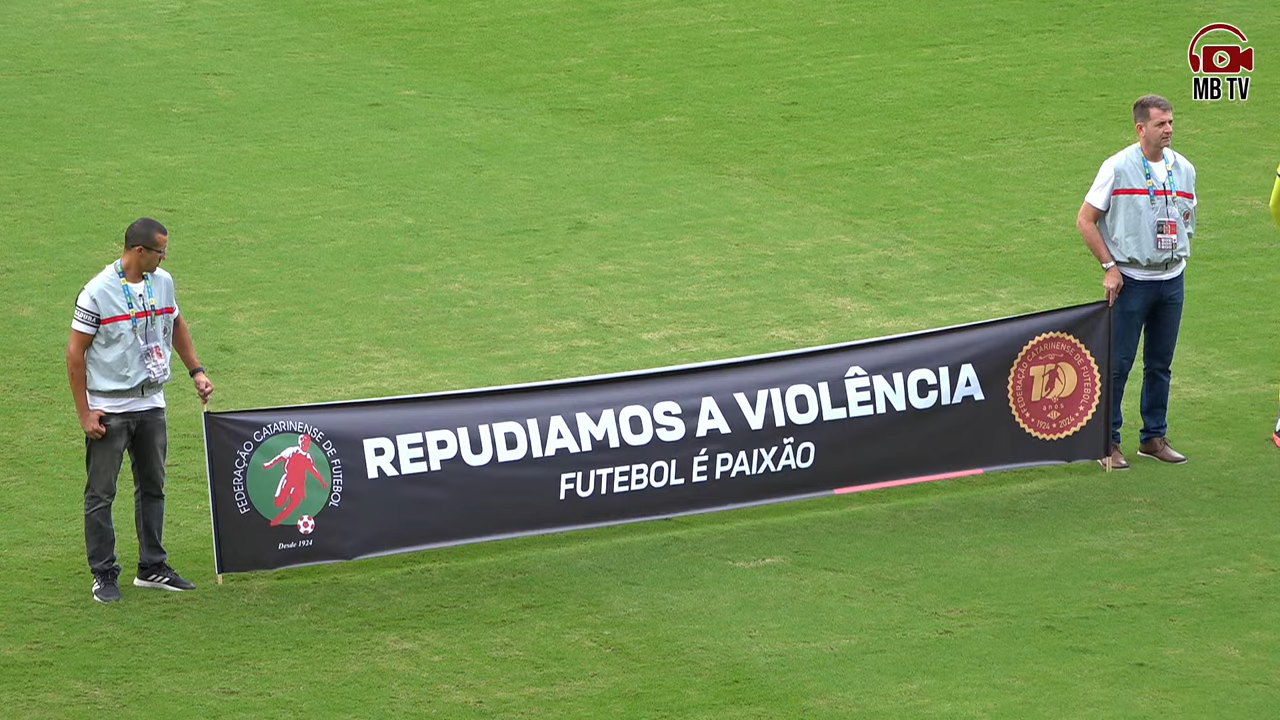 MB TV
REPUDIAMOS A VIOLÊNCIA
FUTEBOL É PAIXÃO
FEDERAÇÃO CATARINENSE DE FUTEBOL
Desde 1924
FEDERAÇÃO CATARINENSE DE FUTEBOL
100
anos
1924 ★ 2024